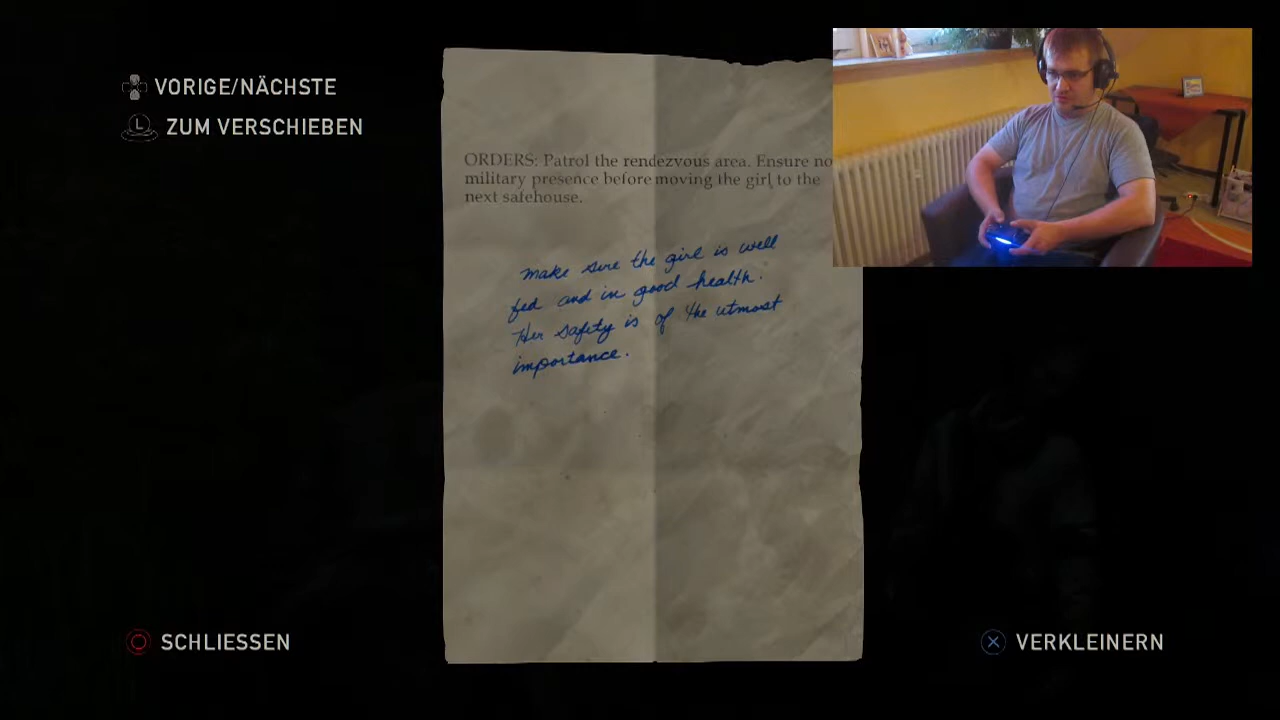 VORIGE/NÄCHSTE
L ZUM VERSCHIEBEN
ORDERS: Patrol the rendezvous area. Ensure no
military presence before moving the girl to the
next safehouse.
make sure the girl is well
fed and in good health.
Her safety is of the utmost
importance.
SCHLIESSEN
VERKLEINERN